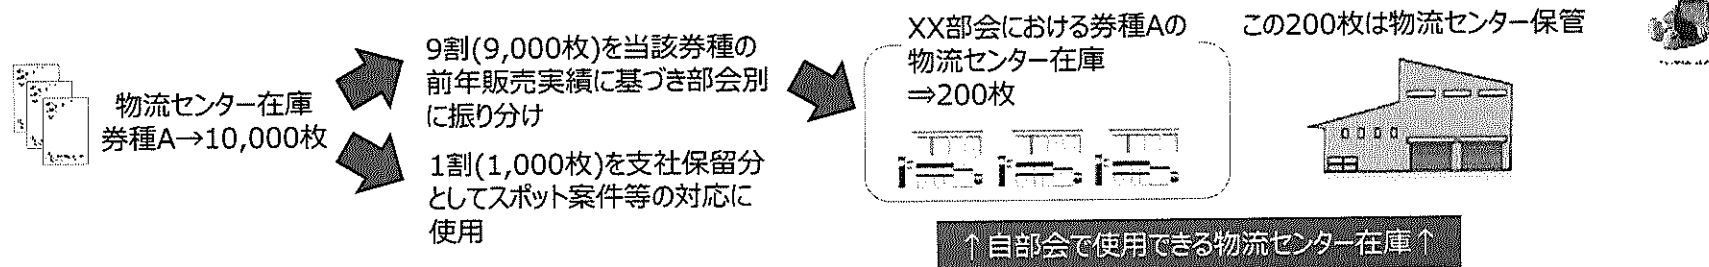 物流センター在庫
券種A→10,000枚
9割(9,000枚)を当該券種の
前年販売実績に基づき部会別
に振り分け
1割(1,000枚)を支社保留分
としてスポット案件等の対応に
使用
XX部会における券種Aの
物流センター在庫
⇒200枚
この200枚は物流センター保管
↑自部会で使用できる物流センター在庫↑